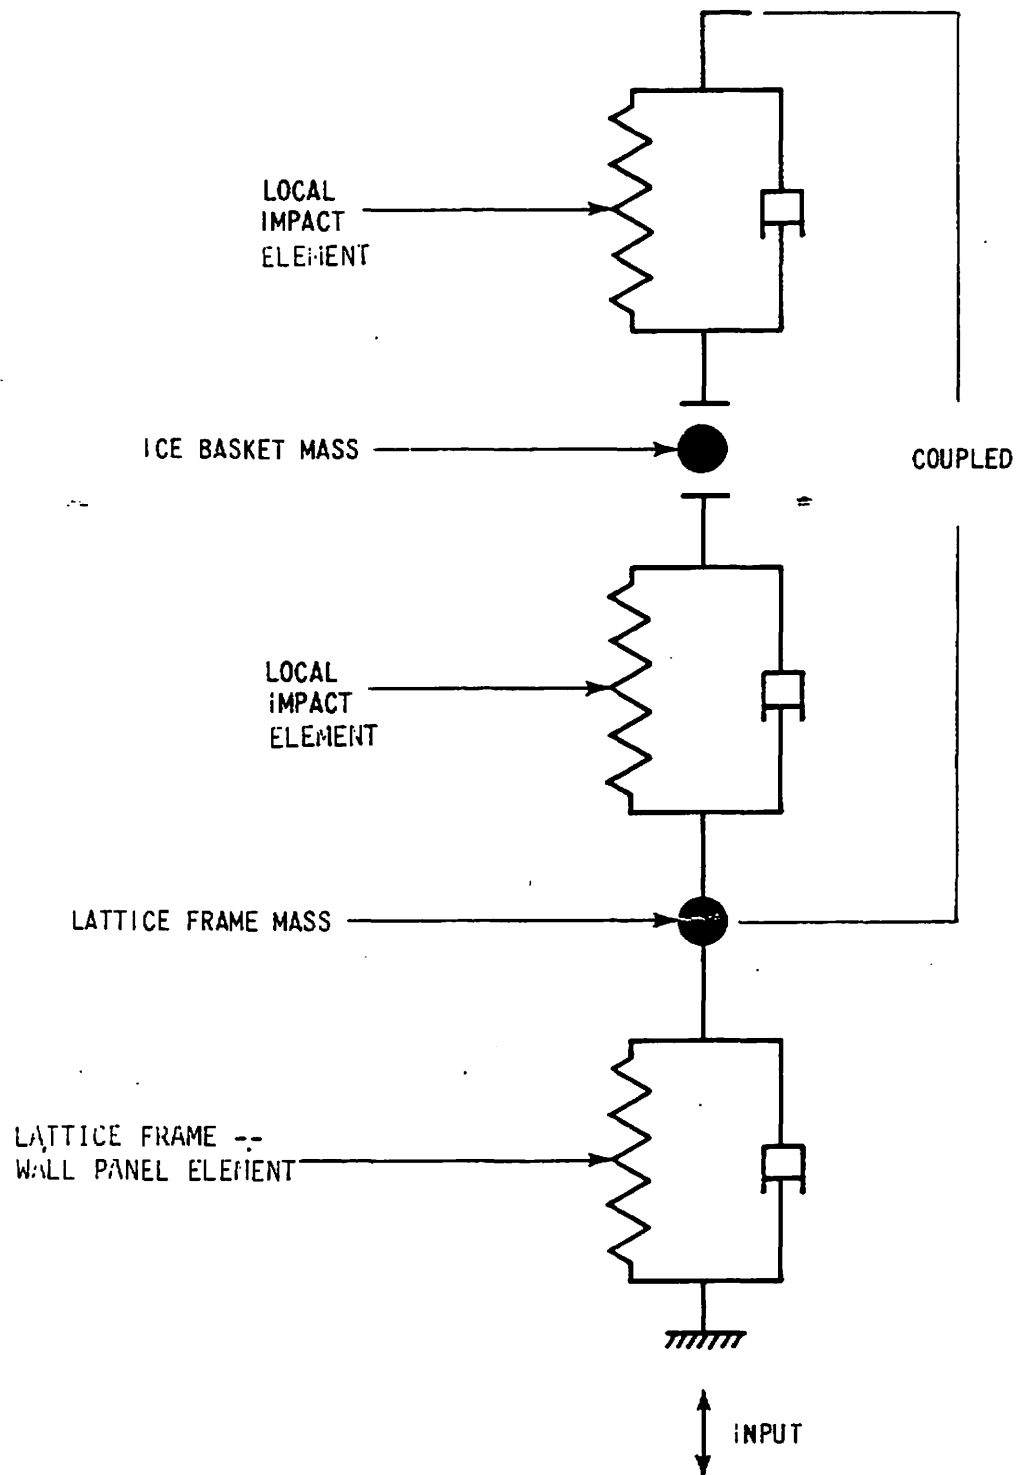 LOCAL
IMPACT
ELEMENT
ICE BASKET MASS
COUPLED
LOCAL
IMPACT
ELEMENT
LATTICE FRAME MASS
LATTICE FRAME --
WALL PANEL ELEMENT
INPUT